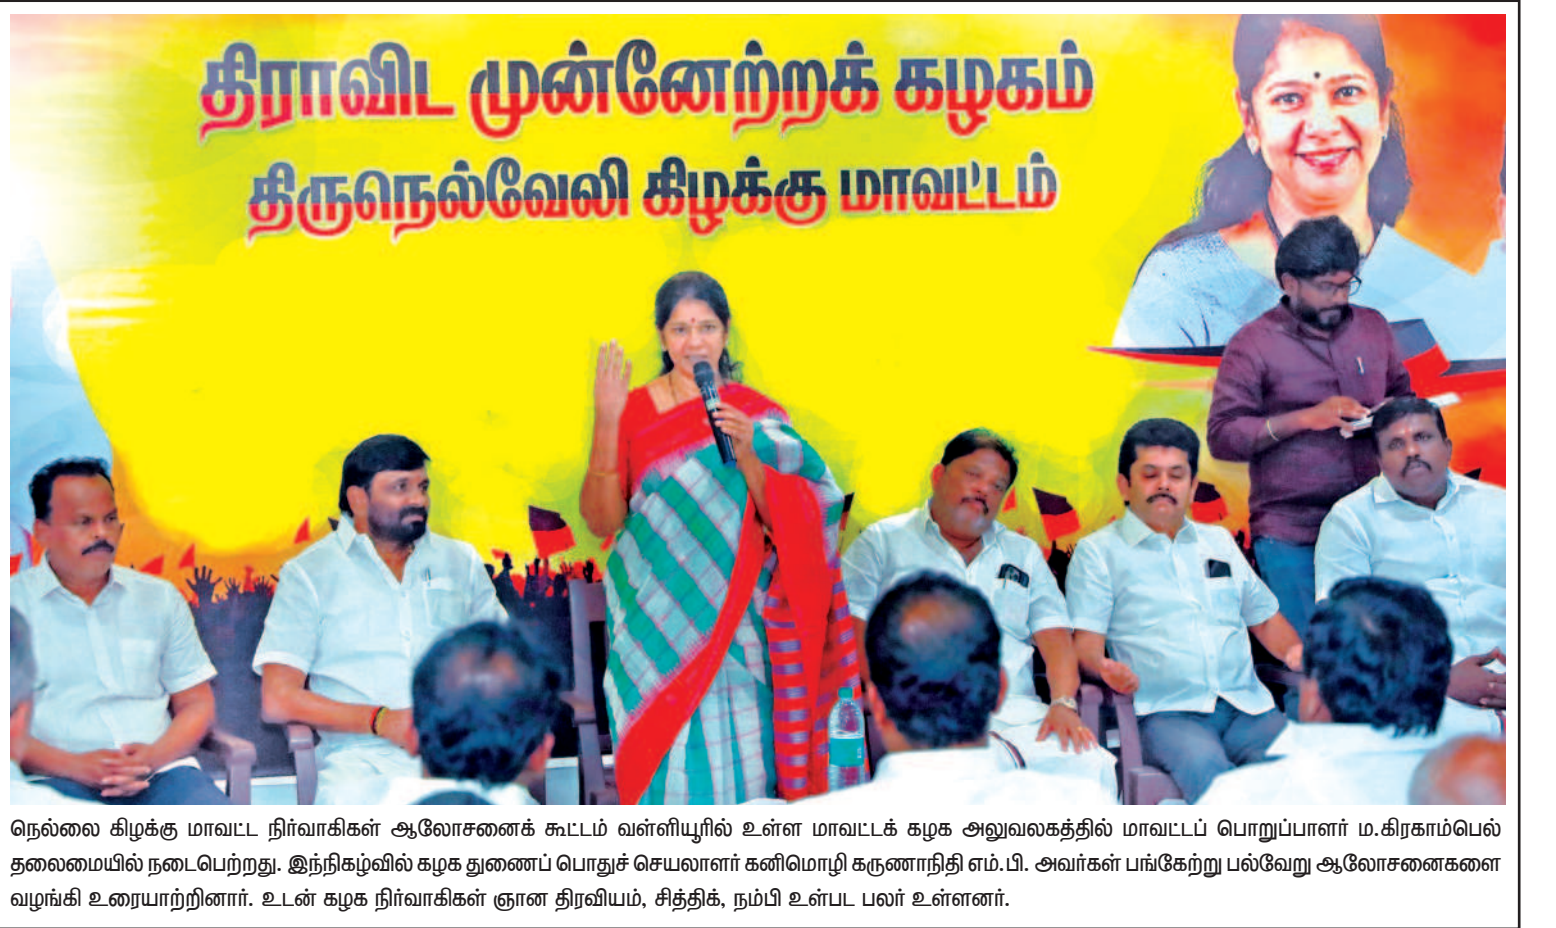 திராவிட முன்னேற்றக் கழகம்
திருநெல்வேலி கிழக்கு மாவட்டம்
நெல்லை கிழக்கு மாவட்ட நிர்வாகிகள் ஆலோசனைக் கூட்டம் வள்ளியூரில் உள்ள மாவட்டக் கழக அலுவலகத்தில் மாவட்டப் பொறுப்பாளர் ம.கிரகாம்பெல்
தலைமையில் நடைபெற்றது. இந்நிகழ்வில் கழக துணைப் பொதுச் செயலாளர் கனிமொழி கருணாநிதி எம்.பி. அவர்கள் பங்கேற்று பல்வேறு ஆலோசனைகளை
வழங்கி உரையாற்றினார். உடன் கழக நிர்வாகிகள் ஞான திரவியம், சித்திக், நம்பி உள்பட பலர் உள்ளனர்.